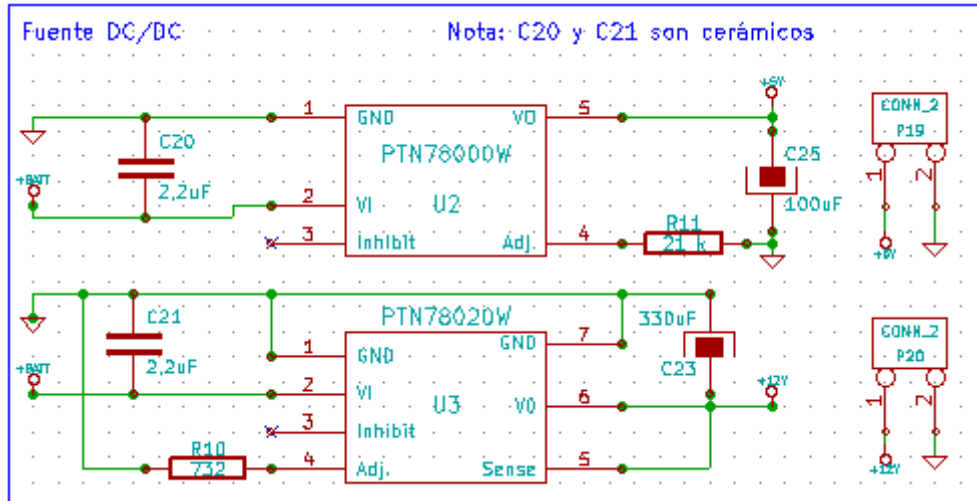 Fuente DC/DC
Nota: C20 y C21 son cerámicos
+5V
1 GND VO 5
CONN_2
P19
C20
PTN78000W
C25
+BATT
2,2uF
2 VI U2
100uF
1 2
R11
3 Inhibit Adj. 4
21 k
C21
PTN78020W
330uF
GND 7
1 GND
CONN_2
P20
+BATT
2,2uF
C23
+12V
2 VI
U3 VO 6
1 2
3 Inhibit
R10
732
4 Adj. Sense 5
+12V